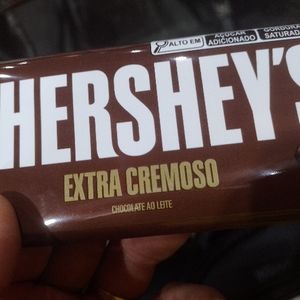 ALTO EM AÇÚCAR ADICIONADO GORDURA SATURADA
HERSHEY'S
EXTRA CREMOSO
CHOCOLATE AO LEITE